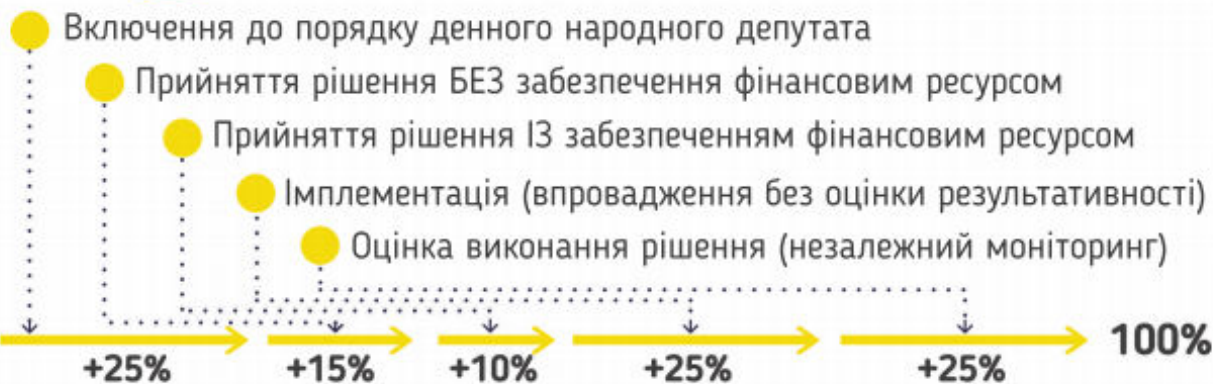 Включення до порядку денного народного депутата
Прийняття рішення БЕЗ забезпечення фінансовим ресурсом
Прийняття рішення ІЗ забезпеченням фінансовим ресурсом
Імплементація (впровадження без оцінки результативності)
Оцінка виконання рішення (незалежний моніторинг)
100%
+25% +15% +10% +25% +25%